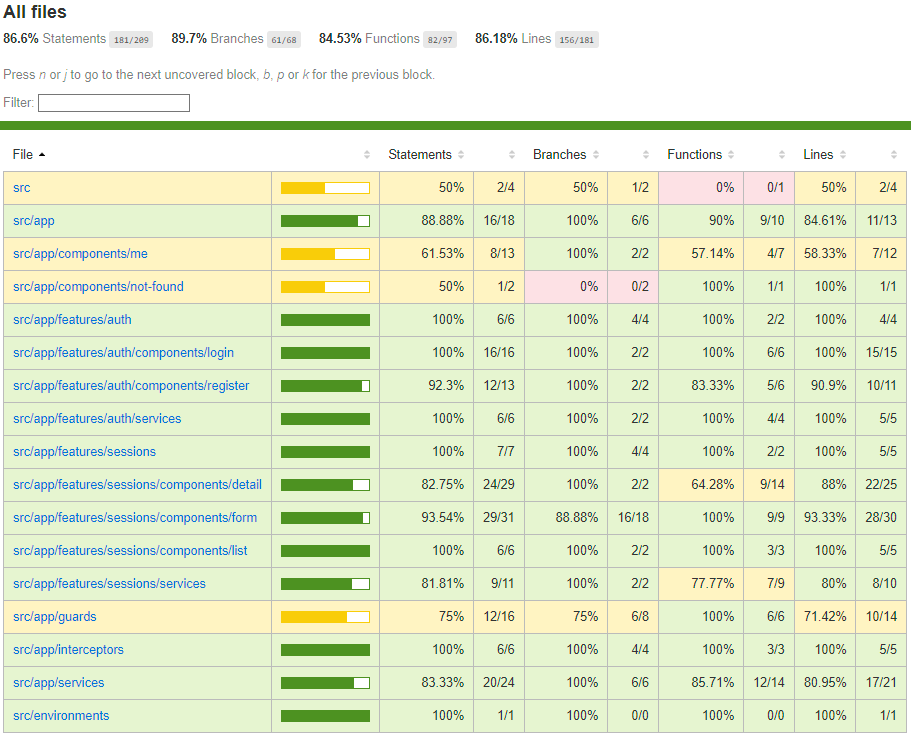 All files
86.6% Statements 181/209 89.7% Branches 61/68 84.53% Functions 82/97 86.18% Lines 156/181
Press n or j to go to the next uncovered block, b, p or k for the previous block.
Filter:
File Statements Branches Functions Lines
src 50% 2/4 50% 1/2 0% 0/1 50% 2/4
src/app 88.88% 16/18 100% 6/6 90% 9/10 84.61% 11/13
src/app/components/me 61.53% 8/13 100% 2/2 57.14% 4/7 58.33% 7/12
src/app/components/not-found 50% 1/2 0% 0/2 100% 1/1 100% 1/1
src/app/features/auth 100% 6/6 100% 4/4 100% 2/2 100% 4/4
src/app/features/auth/components/login 100% 16/16 100% 2/2 100% 6/6 100% 15/15
src/app/features/auth/components/register 92.3% 12/13 100% 2/2 83.33% 5/6 90.9% 10/11
src/app/features/auth/services 100% 6/6 100% 2/2 100% 4/4 100% 5/5
src/app/features/sessions 100% 7/7 100% 4/4 100% 2/2 100% 5/5
src/app/features/sessions/components/detail 82.75% 24/29 100% 2/2 64.28% 9/14 88% 22/25
src/app/features/sessions/components/form 93.54% 29/31 88.88% 16/18 100% 9/9 93.33% 28/30
src/app/features/sessions/components/list 100% 6/6 100% 2/2 100% 3/3 100% 5/5
src/app/features/sessions/services 81.81% 9/11 100% 2/2 77.77% 7/9 80% 8/10
src/app/guards 75% 12/16 75% 6/8 100% 6/6 71.42% 10/14
src/app/interceptors 100% 6/6 100% 4/4 100% 3/3 100% 5/5
src/app/services 83.33% 20/24 100% 6/6 85.71% 12/14 80.95% 17/21
src/environments 100% 1/1 100% 0/0 100% 0/0 100% 1/1